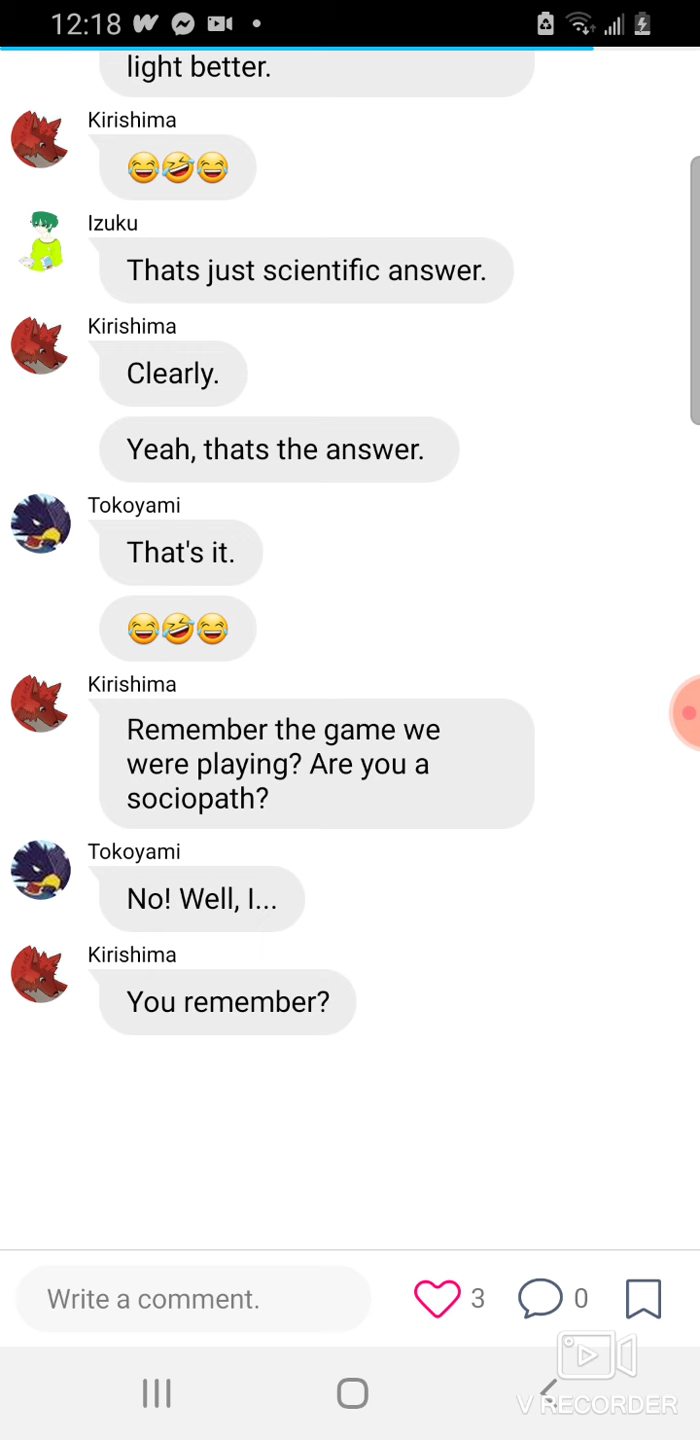 12:18
light better.
Kirishima
😂🤣😂
Izuku
Thats just scientific answer.
Kirishima
Clearly.
Yeah, thats the answer.
Tokoyami
That's it.
😂🤣😂
Kirishima
Remember the game we
were playing? Are you a
sociopath?
Tokoyami
No! Well, I...
Kirishima
You remember?
Write a comment.
3
0
V RECORDER